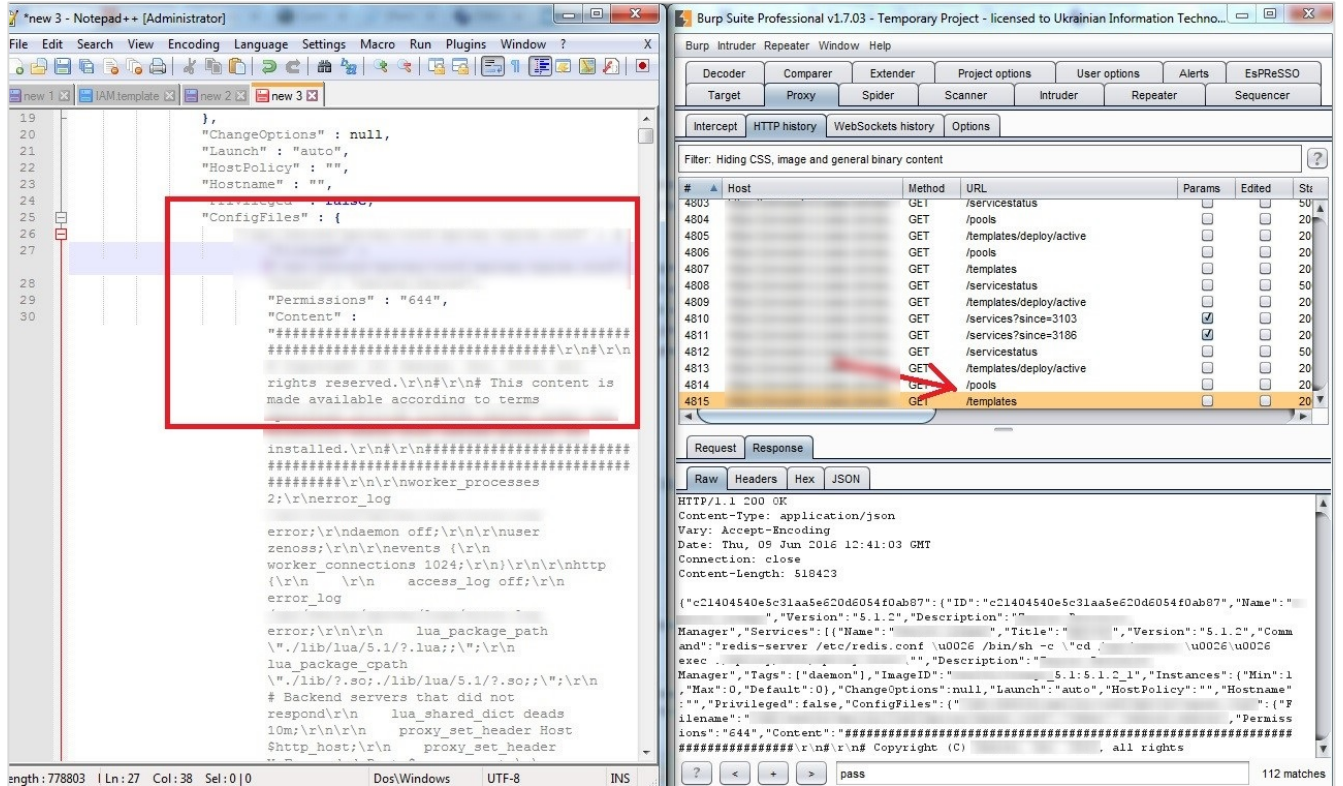 *new 3 - Notepad++ [Administrator]
File Edit Search View Encoding Language Settings Macro Run Plugins Window ? X
new 1 IAM.template new 2 new 3
19 },
20 "ChangeOptions" : null,
21 "Launch" : "auto",
22 "HostPolicy" : "",
23 "Hostname" : "",
24 "Privileged" : false,
25 "ConfigFiles" : {
26
27
28
29 "Permissions" : "644",
30 "Content" :
"############################################
####################################\r\n#\r\n
rights reserved.\r\n#\r\n# This content is
made available according to terms
installed.\r\n#\r\n##########################
#############################################
#########\r\n\r\nworker_processes
2;\r\nerror_log
error;\r\ndaemon off;\r\n\r\nuser
zenoss;\r\n\r\nevents {\r\n
worker_connections 1024;\r\n}\r\n\r\nhttp
{\r\n \r\n access_log off;\r\n
error_log
error;\r\n\r\n lua_package_path
\"./lib/lua/5.1/?.lua;;\";\r\n
lua_package_cpath
\"./lib/?.so;./lib/lua/5.1/?.so;;\";\r\n
# Backend servers that did not
respond\r\n lua_shared_dict deads
10m;\r\n\r\n proxy_set_header Host
$http_host;\r\n proxy_set_header
ength : 778803 Ln : 27 Col : 38 Sel : 0 | 0 Dos\Windows UTF-8 INS
Burp Suite Professional v1.7.03 - Temporary Project - licensed to Ukrainian Information Techno...
Burp Intruder Repeater Window Help
Decoder Comparer Extender Project options User options Alerts EsPReSSO
Target Proxy Spider Scanner Intruder Repeater Sequencer
Intercept HTTP history WebSockets history Options
Filter: Hiding CSS, image and general binary content ?
# Host Method URL Params Edited Sta
4803 GET /servicestatus 50
4804 GET /pools 20
4805 GET /templates/deploy/active 20
4806 GET /pools 20
4807 GET /templates 20
4808 GET /servicestatus 50
4809 GET /templates/deploy/active 20
4810 GET /services?since=3103 20
4811 GET /services?since=3186 20
4812 GET /servicestatus 50
4813 GET /templates/deploy/active 20
4814 GET /pools 20
4815 GET /templates 20
Request Response
Raw Headers Hex JSON
HTTP/1.1 200 OK
Content-Type: application/json
Vary: Accept-Encoding
Date: Thu, 09 Jun 2016 12:41:03 GMT
Connection: close
Content-Length: 518423
{"c21404540e5c31aa5e620d6054f0ab87":{"ID":"c21404540e5c31aa5e620d6054f0ab87","Name":"
","Version":"5.1.2","Description":"
Manager","Services":[{"Name":" ","Title":" ","Version":"5.1.2","Comm
and":"redis-server /etc/redis.conf \u0026 /bin/sh -c \"cd \u0026\u0026
exec \"","Description":"
Manager","Tags":["daemon"],"ImageID":" 5.1:5.1.2_1","Instances":{"Min":1
,"Max":0,"Default":0},"ChangeOptions":null,"Launch":"auto","HostPolicy":"","Hostname"
:"","Privileged":false,"ConfigFiles":{" ":{"F
ilename":" ,"Permiss
ions":"644","Content":"##############################################################
################\r\n#\r\n# Copyright (C) , all rights
? < + > pass 112 matches